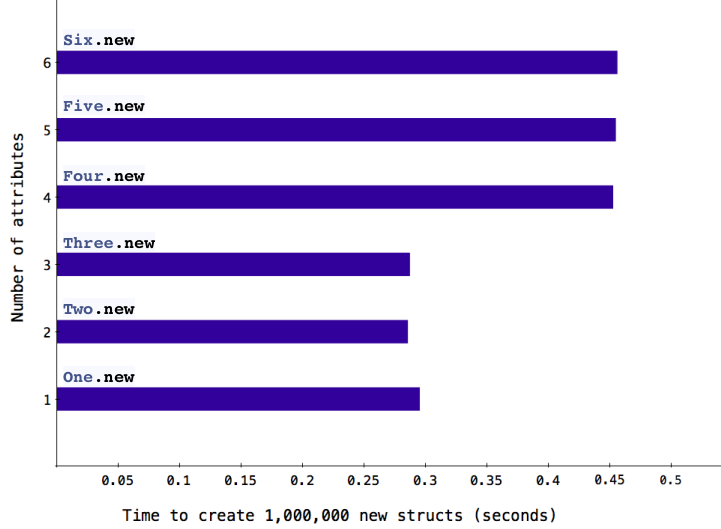 Six.new
6
Five.new
5
Four.new
4
Three.new
3
Two.new
2
One.new
1
Number of attributes
0.05 0.1 0.15 0.2 0.25 0.3 0.35 0.4 0.45 0.5
Time to create 1,000,000 new structs (seconds)